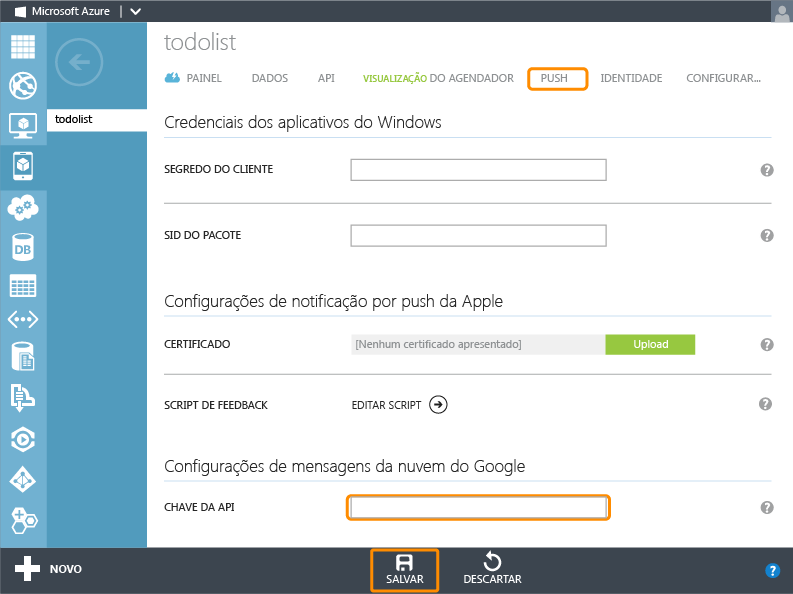 Microsoft Azure
todolist
todolist
PAINEL DADOS API VISUALIZAÇÃO DO AGENDADOR PUSH IDENTIDADE CONFIGURAR...
Credenciais dos aplicativos do Windows
SEGREDO DO CLIENTE ?
SID DO PACOTE ?
Configurações de notificação por push da Apple
CERTIFICADO [Nenhum certificado apresentado] Upload ?
SCRIPT DE FEEDBACK EDITAR SCRIPT ?
Configurações de mensagens da nuvem do Google
CHAVE DA API ?
DB
NOVO SALVAR DESCARTAR ?